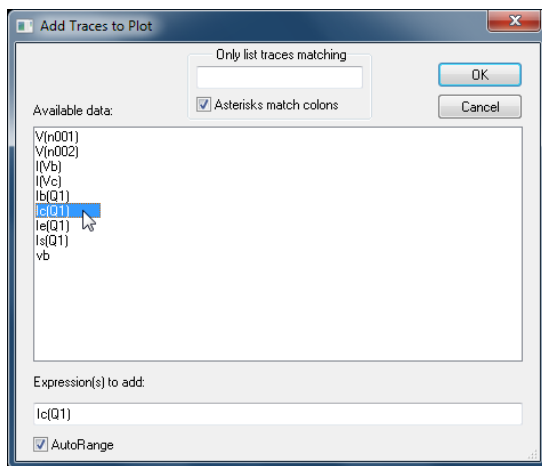 Add Traces to Plot
Only list traces matching
OK
Asterisks match colons
Cancel
Available data:
V(n001)
V(n002)
I(Vb)
I(Vc)
Ib(Q1)
Ic(Q1)
Ie(Q1)
Is(Q1)
vb
Expression(s) to add:
Ic(Q1)
AutoRange